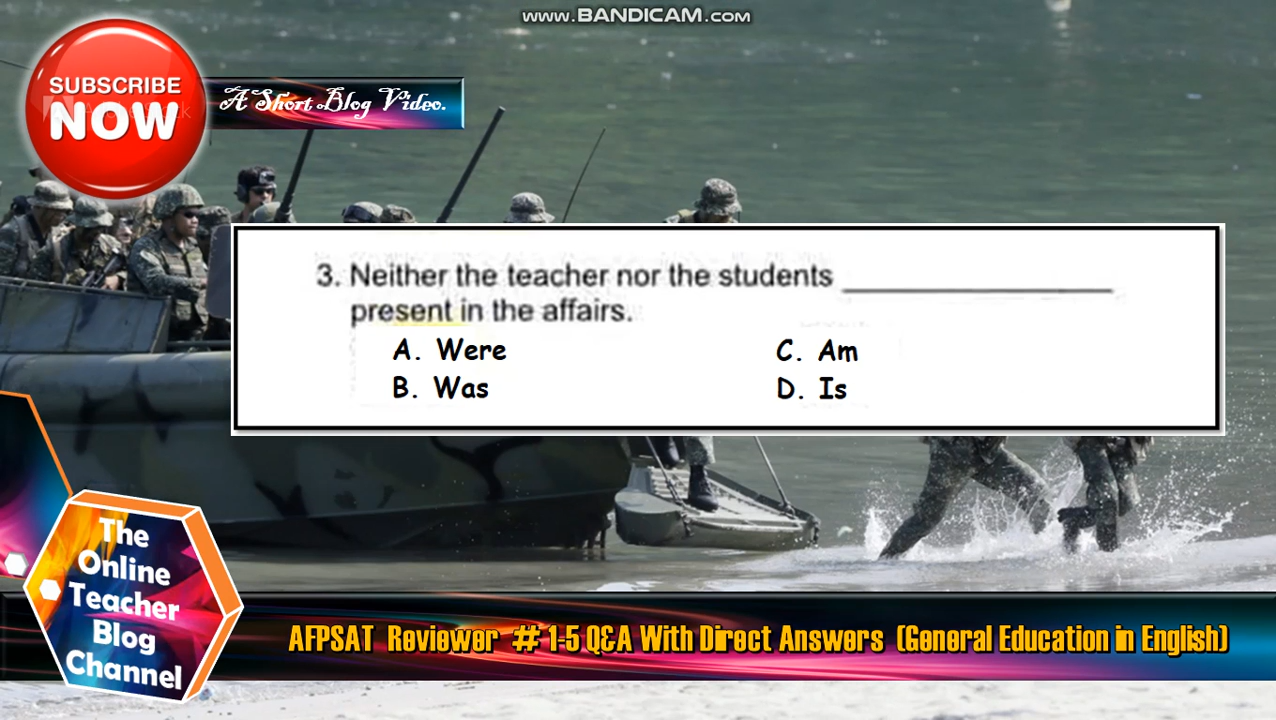 WWW.BANDICAM.COM
SUBSCRIBE
NOW
A Short Blog Video.
3. Neither the teacher nor the students ____________________
present in the affairs.
A. Were
B. Was
C. Am
D. Is
The
Online
Teacher
Blog
Channel
AFPSAT Reviewer # 1-5 Q&A With Direct Answers (General Education in English)